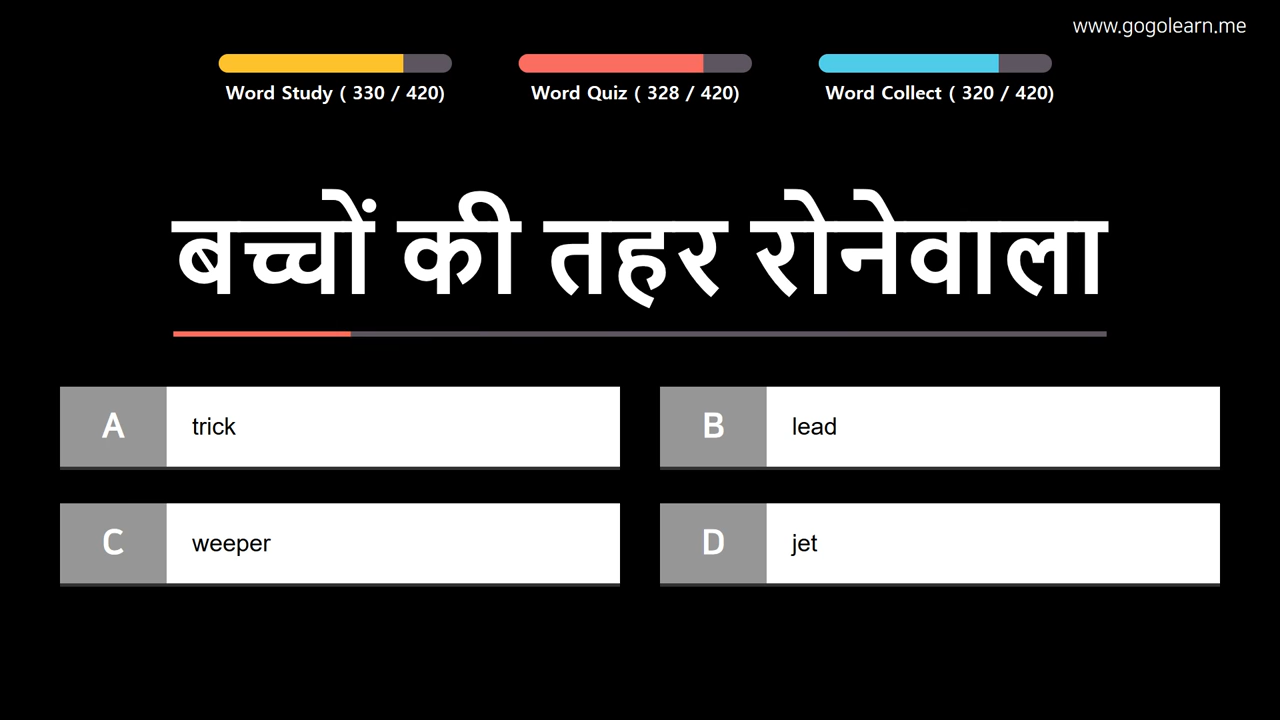 www.gogolearn.me
Word Study ( 330 / 420)
Word Quiz ( 328 / 420)
Word Collect ( 320 / 420)
बच्चों की तहर रोनेवाला
A trick
B lead
C weeper
D jet